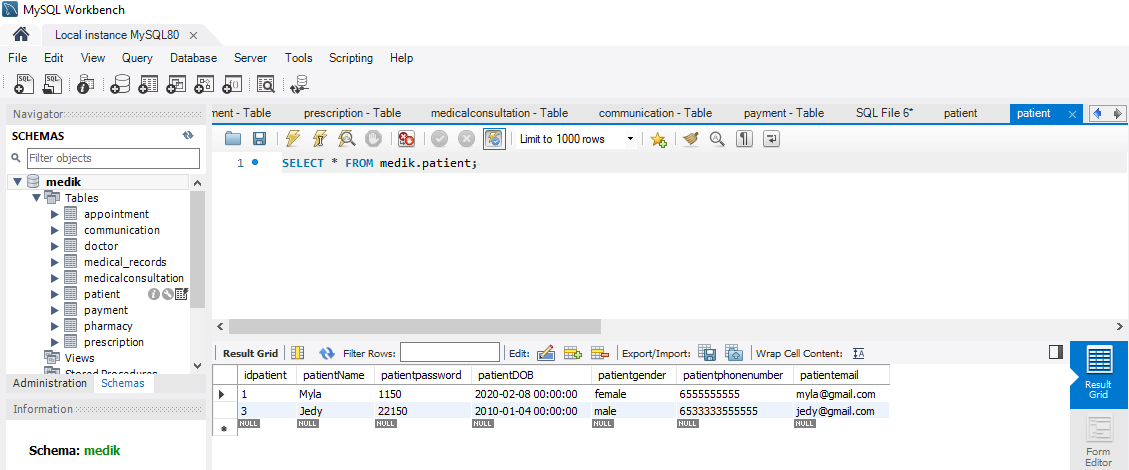 MySQL Workbench
Local instance MySQL80
File Edit View Query Database Server Tools Scripting Help
Navigator
SCHEMAS
Filter objects
medik
Tables
appointment
communication
doctor
medical_records
medicalconsultation
patient
payment
pharmacy
prescription
Views
Stored Procedures
Administration Schemas
Information
Schema: medik
ment - Table prescription - Table medicalconsultation - Table communication - Table payment - Table SQL File 6* patient patient
Limit to 1000 rows
1 SELECT * FROM medik.patient;
Result Grid Filter Rows: Edit: Export/Import: Wrap Cell Content:
idpatient patientName patientpassword patientDOB patientgender patientphonenumber patientemail
1 Myla 1150 2020-02-08 00:00:00 female 6555555555 myla@gmail.com
3 Jedy 22150 2010-01-04 00:00:00 male 6533333555555 jedy@gmail.com
NULL NULL NULL NULL NULL NULL NULL
Result
Grid
Form
Editor